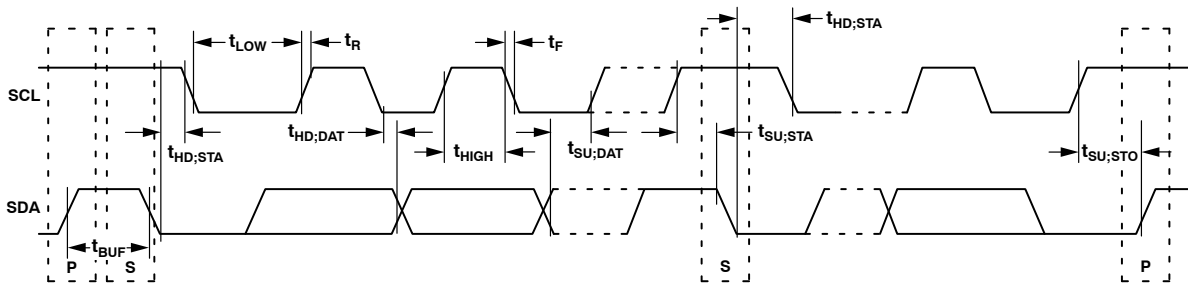 tHD;STA
tLOW
tR
tF
SCL
tHD;DAT
tSU;STA
tHD;STA
tHIGH
tSU;DAT
tSU;STO
SDA
tBUF
P
S
S
P